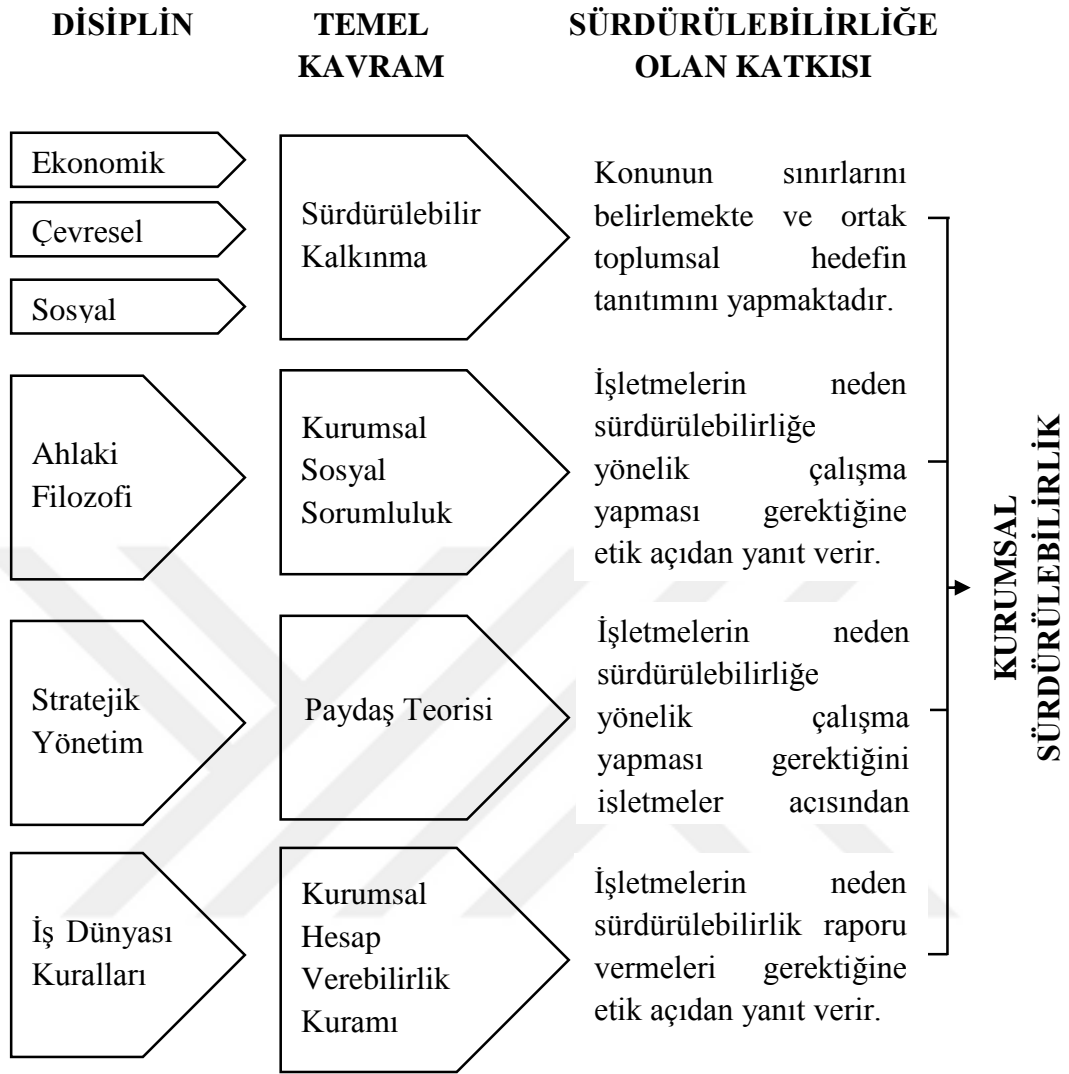 DİSİPLİN
TEMEL
KAVRAM
SÜRDÜRÜLEBİLİRLİĞE
OLAN KATKISI
Ekonomik
Çevresel
Sosyal
Sürdürülebilir
Kalkınma
Konunun sınırlarını
belirlemekte ve ortak
toplumsal hedefin
tanıtımını yapmaktadır.
Ahlaki
Filozofi
Kurumsal
Sosyal
Sorumluluk
İşletmelerin neden
sürdürülebilirliğe
yönelik çalışma
yapması gerektiğine
etik açıdan yanıt verir.
Stratejik
Yönetim
Paydaş Teorisi
İşletmelerin neden
sürdürülebilirliğe
yönelik çalışma
yapması gerektiğini
işletmeler açısından
İş Dünyası
Kuralları
Kurumsal
Hesap
Verebilirlik
Kuramı
İşletmelerin neden
sürdürülebilirlik raporu
vermeleri gerektiğine
etik açıdan yanıt verir.
KURUMSAL
SÜRDÜRÜLEBİLİRLİK